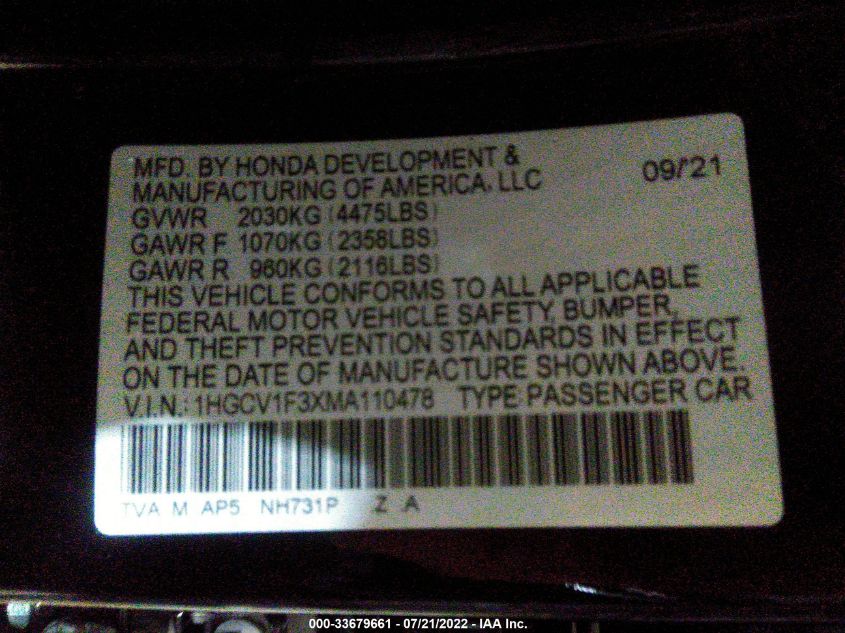 MFD. BY HONDA DEVELOPMENT &
MANUFACTURING OF AMERICA, LLC
09/'21
GVWR 2030KG (4475LBS)
GAWR F 1070KG (2358LBS)
GAWR R 960KG (2116LBS)
THIS VEHICLE CONFORMS TO ALL APPLICABLE
FEDERAL MOTOR VEHICLE SAFETY, BUMPER,
AND THEFT PREVENTION STANDARDS IN EFFECT
ON THE DATE OF MANUFACTURE SHOWN ABOVE.
V.I.N.: 1HGCV1F3XMA110478 TYPE PASSENGER CAR
TVA M AP5 NH731P Z A
000-33679661 - 07/21/2022 - IAA Inc.